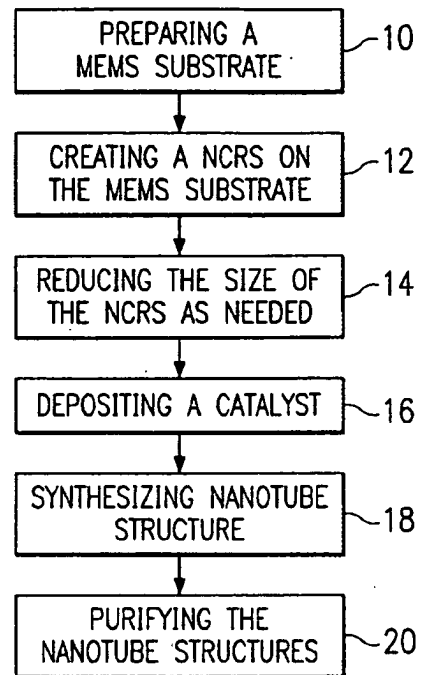 PREPARING A
MEMS SUBSTRATE
10
CREATING A NCRS ON
THE MEMS SUBSTRATE
12
REDUCING THE SIZE OF
THE NCRS AS NEEDED
14
DEPOSITING A CATALYST
16
SYNTHESIZING NANOTUBE
STRUCTURE
18
PURIFYING THE
NANOTUBE STRUCTURES
20